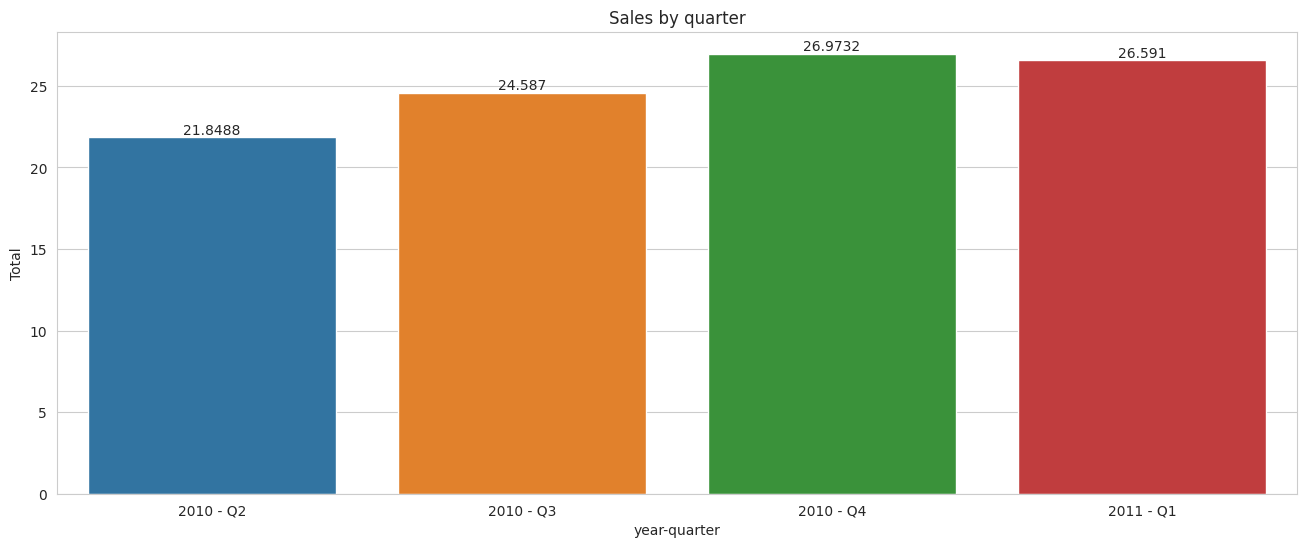 Sales by quarter
26.9732
26.591
24.587
21.8488
25
20
15
10
5
0
Total
2010 - Q2
2010 - Q3
2010 - Q4
2011 - Q1
year-quarter